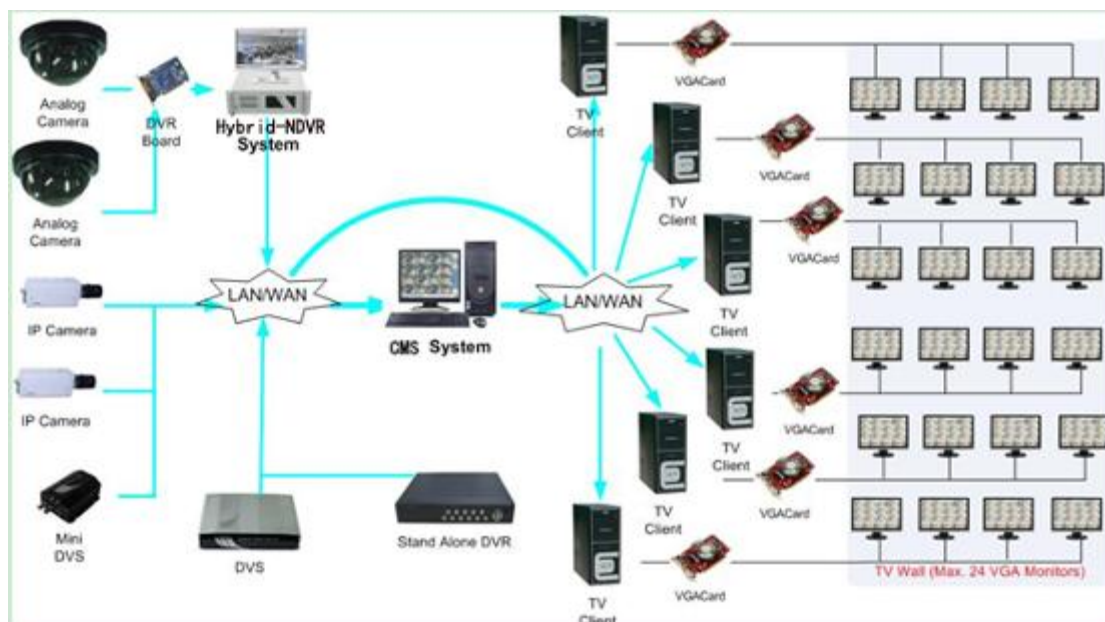 Analog
Camera
DVR
Board
Hybrid-NDVR
System
Analog
Camera
IP Camera
IP Camera
Mini
DVS
DVS
Stand Alone DVR
LAN/WAN
CMS System
LAN/WAN
TV
Client
VGACard
TV
Client
VGACard
TV
Client
VGACard
TV
Client
VGACard
TV
Client
VGACard
TV
Client
VGACard
TV Wall (Max. 24 VGA Monitors)